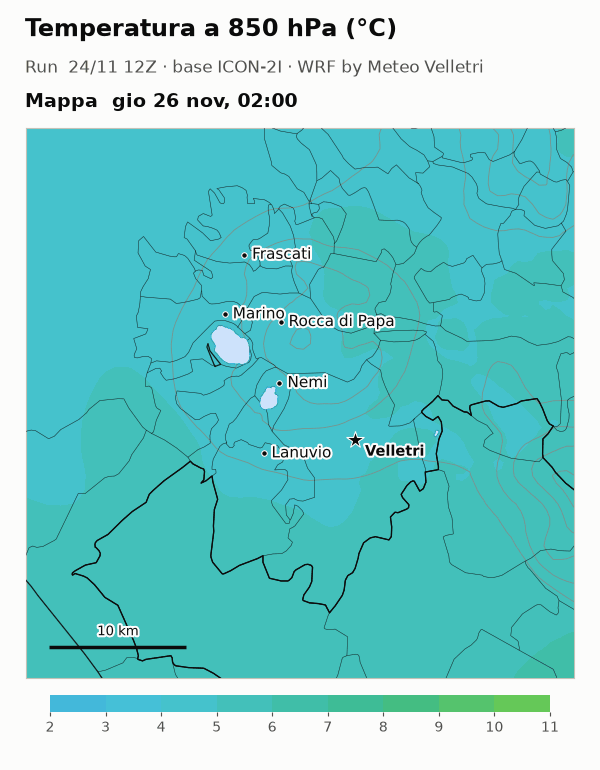 Temperatura a 850 hPa (°C)
Run  24/11 12Z · base ICON-2I · WRF by Meteo Velletri
Mappa  gio 26 nov, 02:00
Frascati
Marino
Rocca di Papa
Nemi
Velletri
Lanuvio
10 km
2 3 4 5 6 7 8 9 10 11